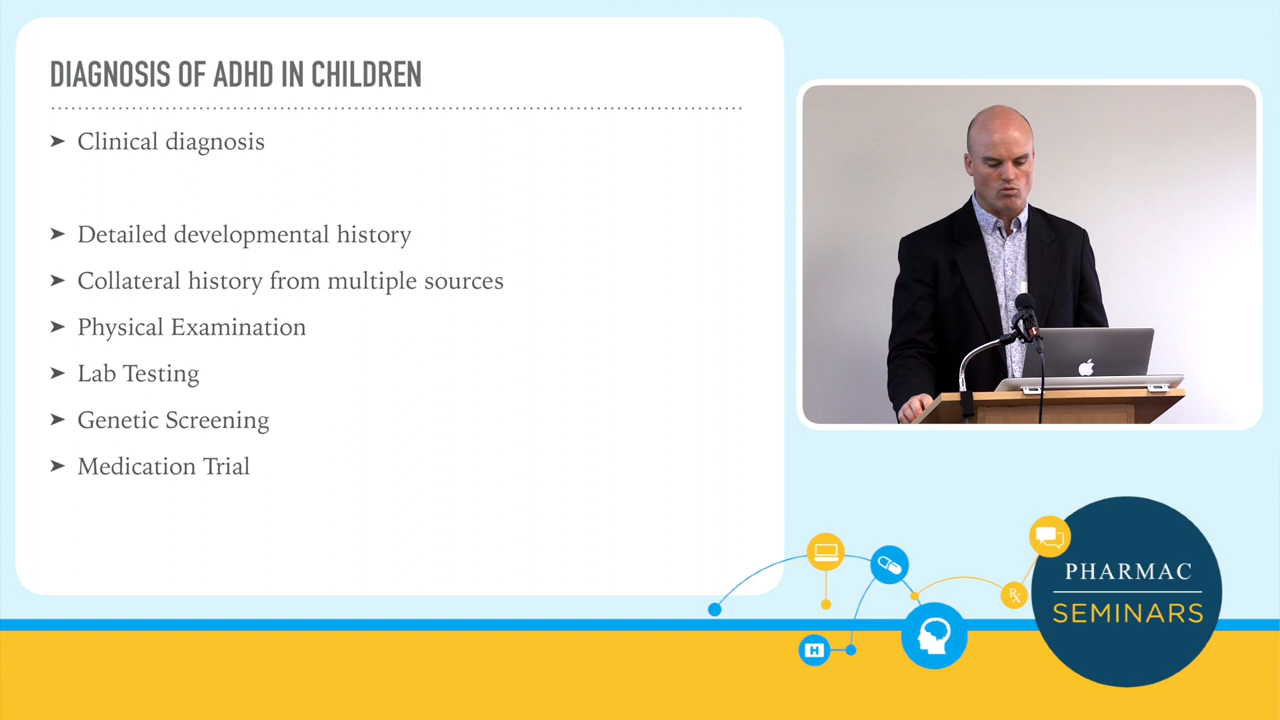 DIAGNOSIS OF ADHD IN CHILDREN
➤ Clinical diagnosis
➤ Detailed developmental history
➤ Collateral history from multiple sources
➤ Physical Examination
➤ Lab Testing
➤ Genetic Screening
➤ Medication Trial
Rx
H
PHARMAC
SEMINARS